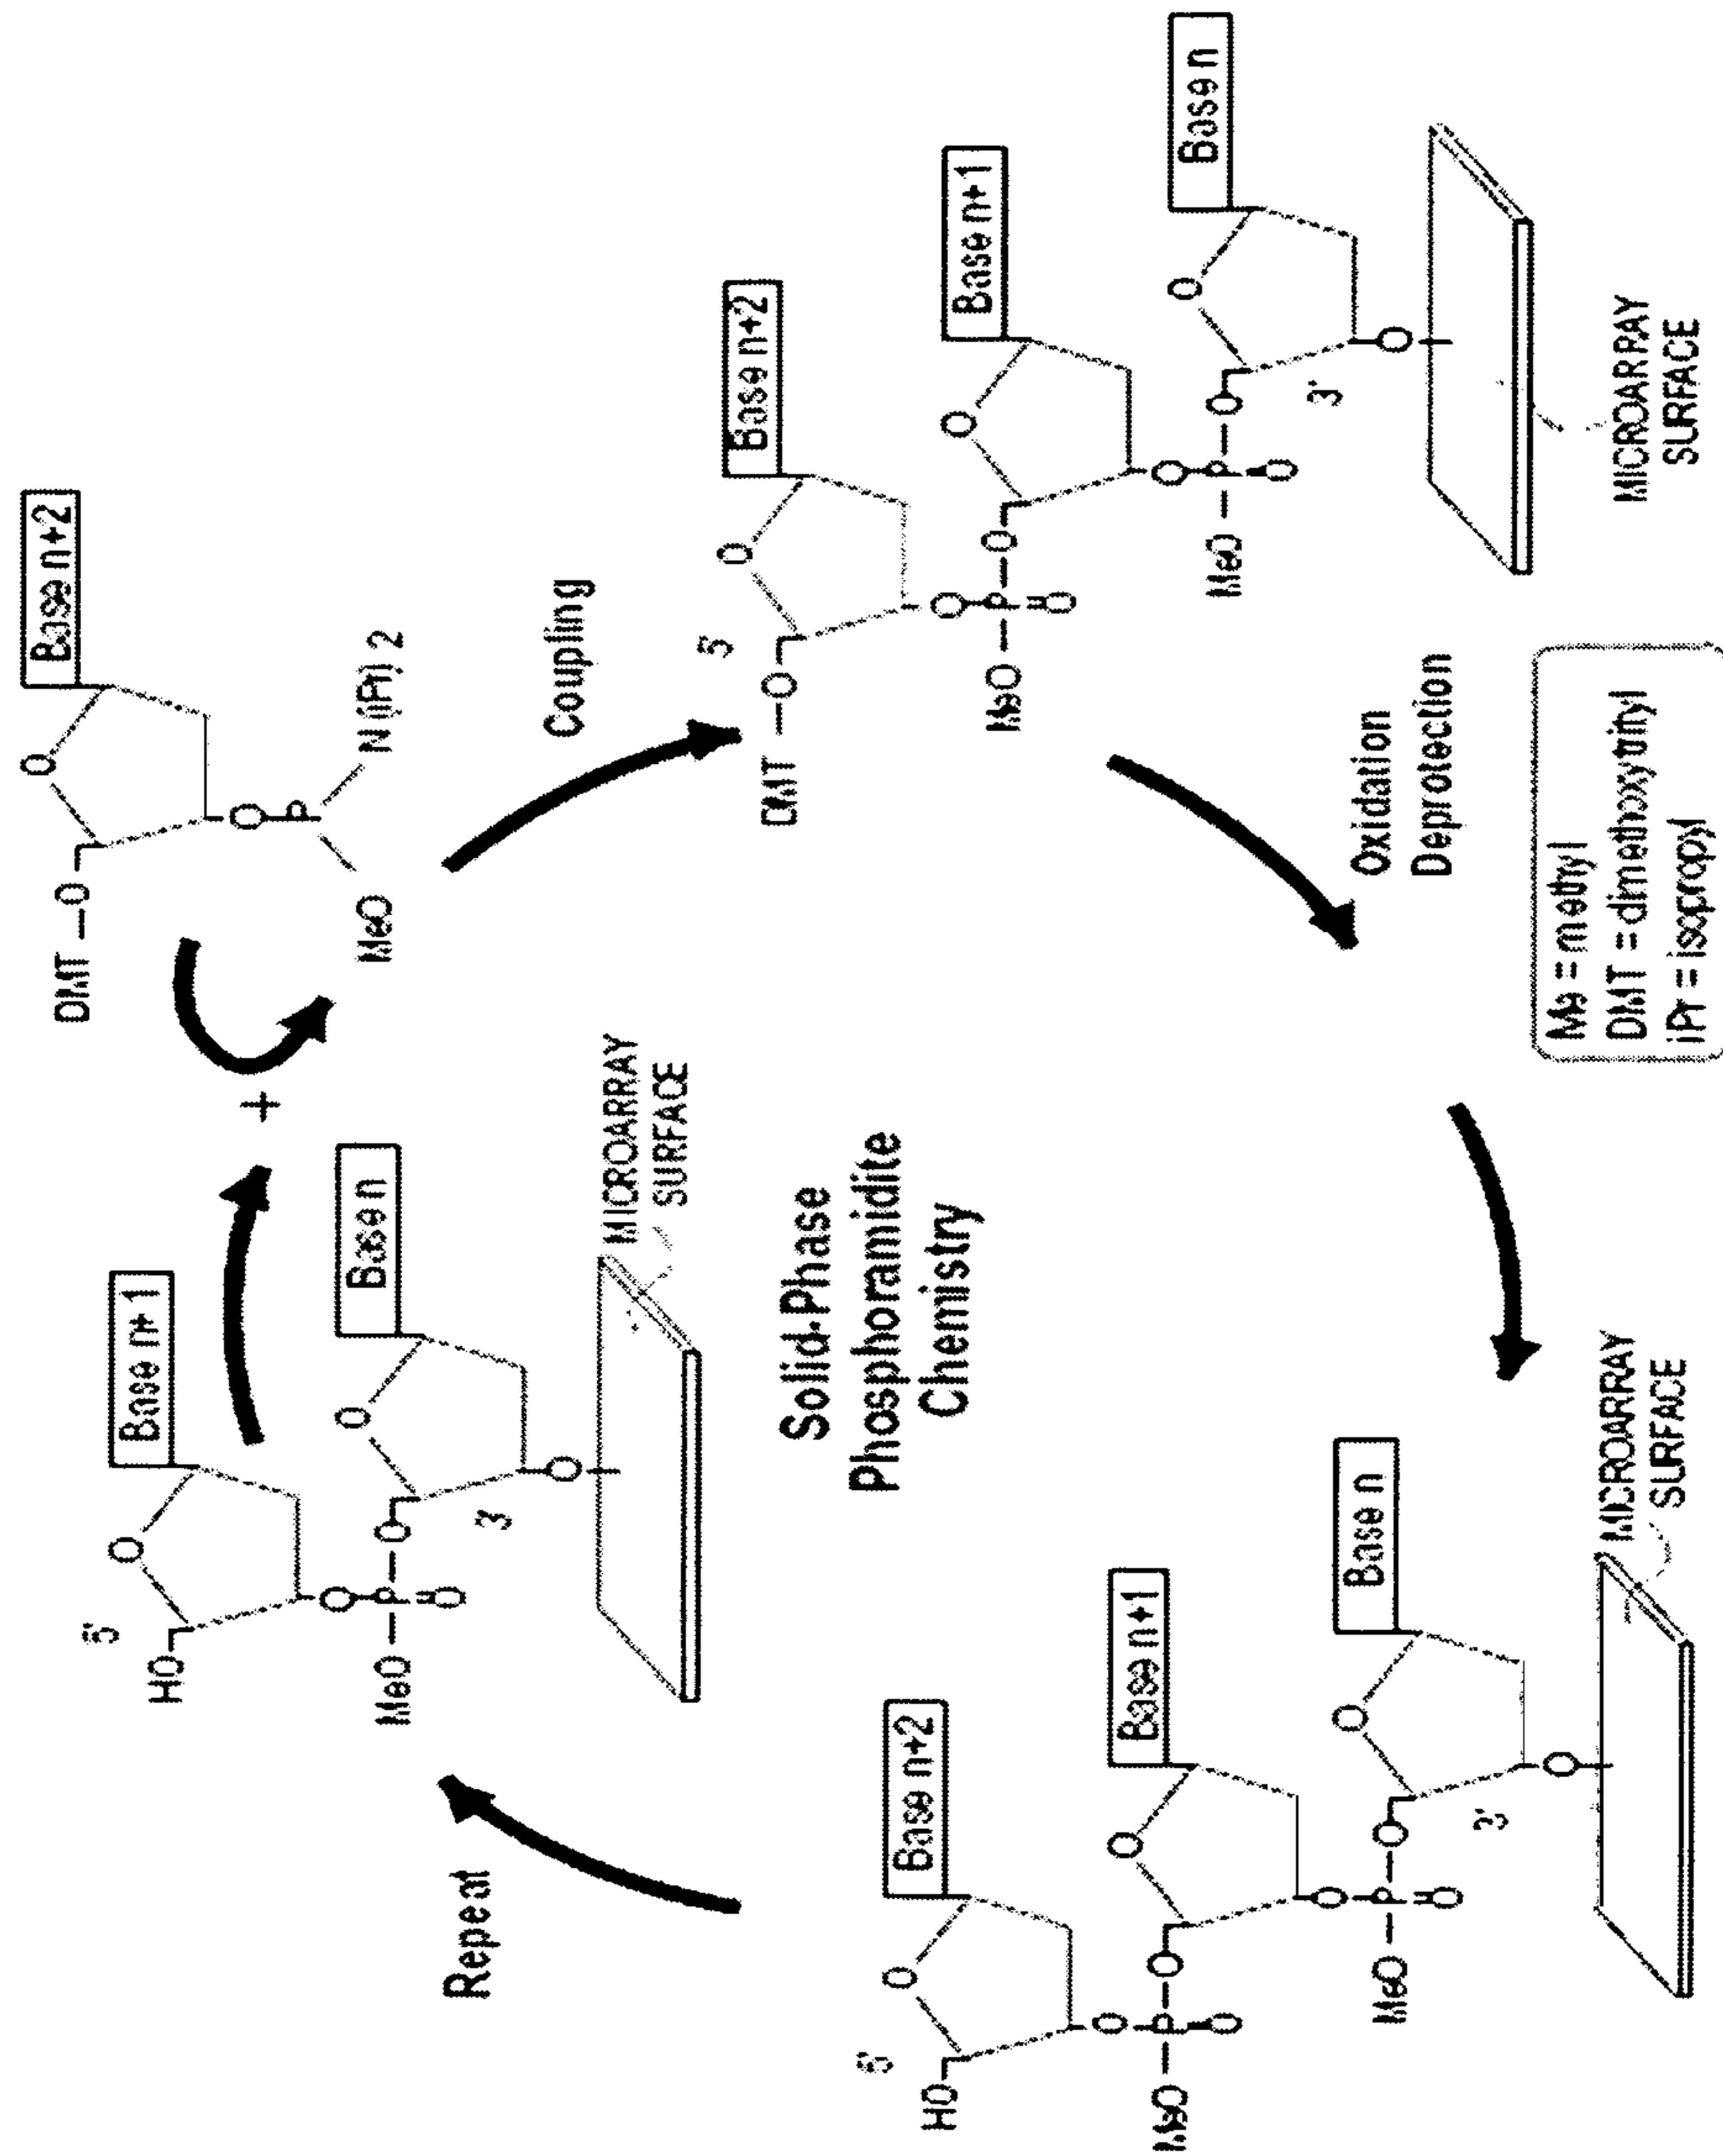 DMT
O
O
Base n+2
O
P
MeO
N(iPr)2
+
5'
HO
O
Base n+1
O
P
O
MeO
O
O
Base n
3'
O
MICROARRAY
SURFACE
Coupling
5'
DMT
O
O
Base n+2
O
P
O
MeO
O
O
Base n+1
O
P
O
MeO
O
O
Base n
3'
O
MICROARRAY
SURFACE
Solid-Phase
Phosphoramidite
Chemistry
Repeat
Oxidation
Deprotection
5'
HO
O
Base n+2
O
P
O
MeO
O
O
Base n+1
O
P
O
MeO
O
O
Base n
3'
O
MICROARRAY
SURFACE
Me = methyl
DMT = dimethoxytrityl
iPr = isopropyl